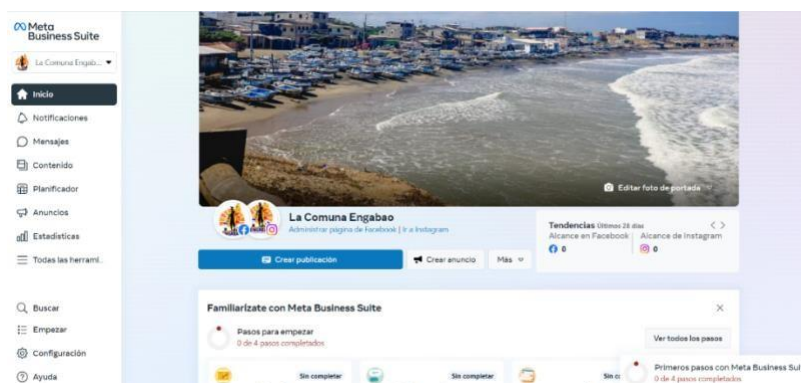 Meta
Business Suite
La Comuna Engab...
Inicio
Notificaciones
Mensajes
Contenido
Planificador
Anuncios
Estadísticas
Todas las herrami..
Buscar
Empezar
Configuración
Ayuda
Editar foto de portada
La Comuna Engabao
Administrar página de Facebook | Ir a Instagram
Crear publicación
Crear anuncio
Más
Tendencias Últimos 28 días
Alcance en Facebook
Alcance de Instagram
0
0
Familiarízate con Meta Business Suite
Pasos para empezar
0 de 4 pasos completados
Ver todos los pasos
Sin completar
Sin completar
Sin c
Primeros pasos con Meta Business Sui
0 de 4 pasos completados